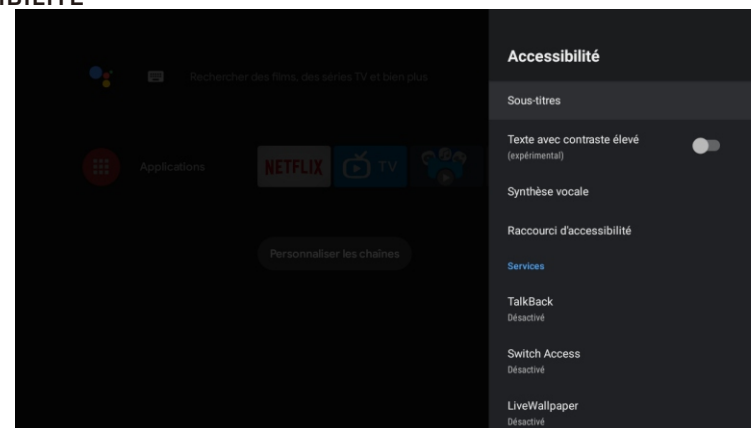 Accessibilité
Rechercher des films, des séries TV et bien plus
Sous-titres
Texte avec contraste élevé
(expérimental)
Applications
NETFLIX
TV
Synthèse vocale
Raccourci d'accessibilité
Personnaliser les chaînes
Services
TalkBack
Désactivé
Switch Access
Désactivé
LiveWallpaper
Désactivé